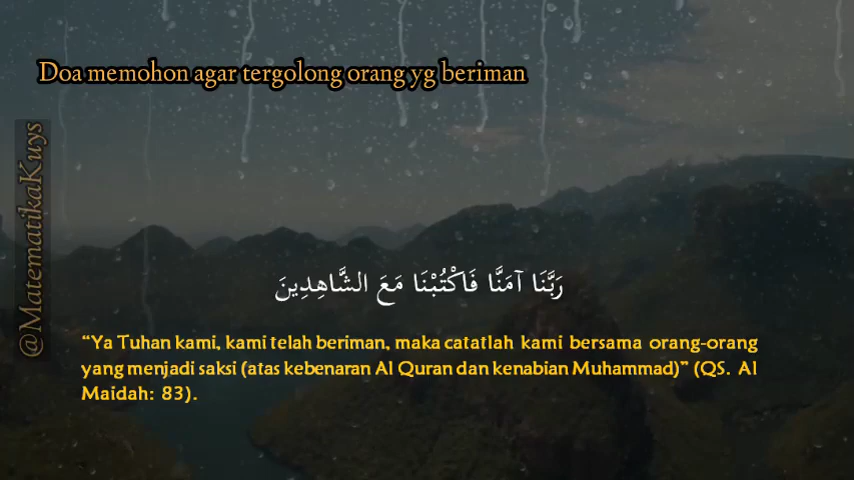 Doa memohon agar tergolong orang yg beriman
@MatematikaKuys
رَبَّنَا آمَنَّا فَاكْتُبْنَا مَعَ الشَّاهِدِينَ
“Ya Tuhan kami, kami telah beriman, maka catatlah kami bersama orang-orang
yang menjadi saksi (atas kebenaran Al Quran dan kenabian Muhammad)” (QS. Al
Maidah: 83).